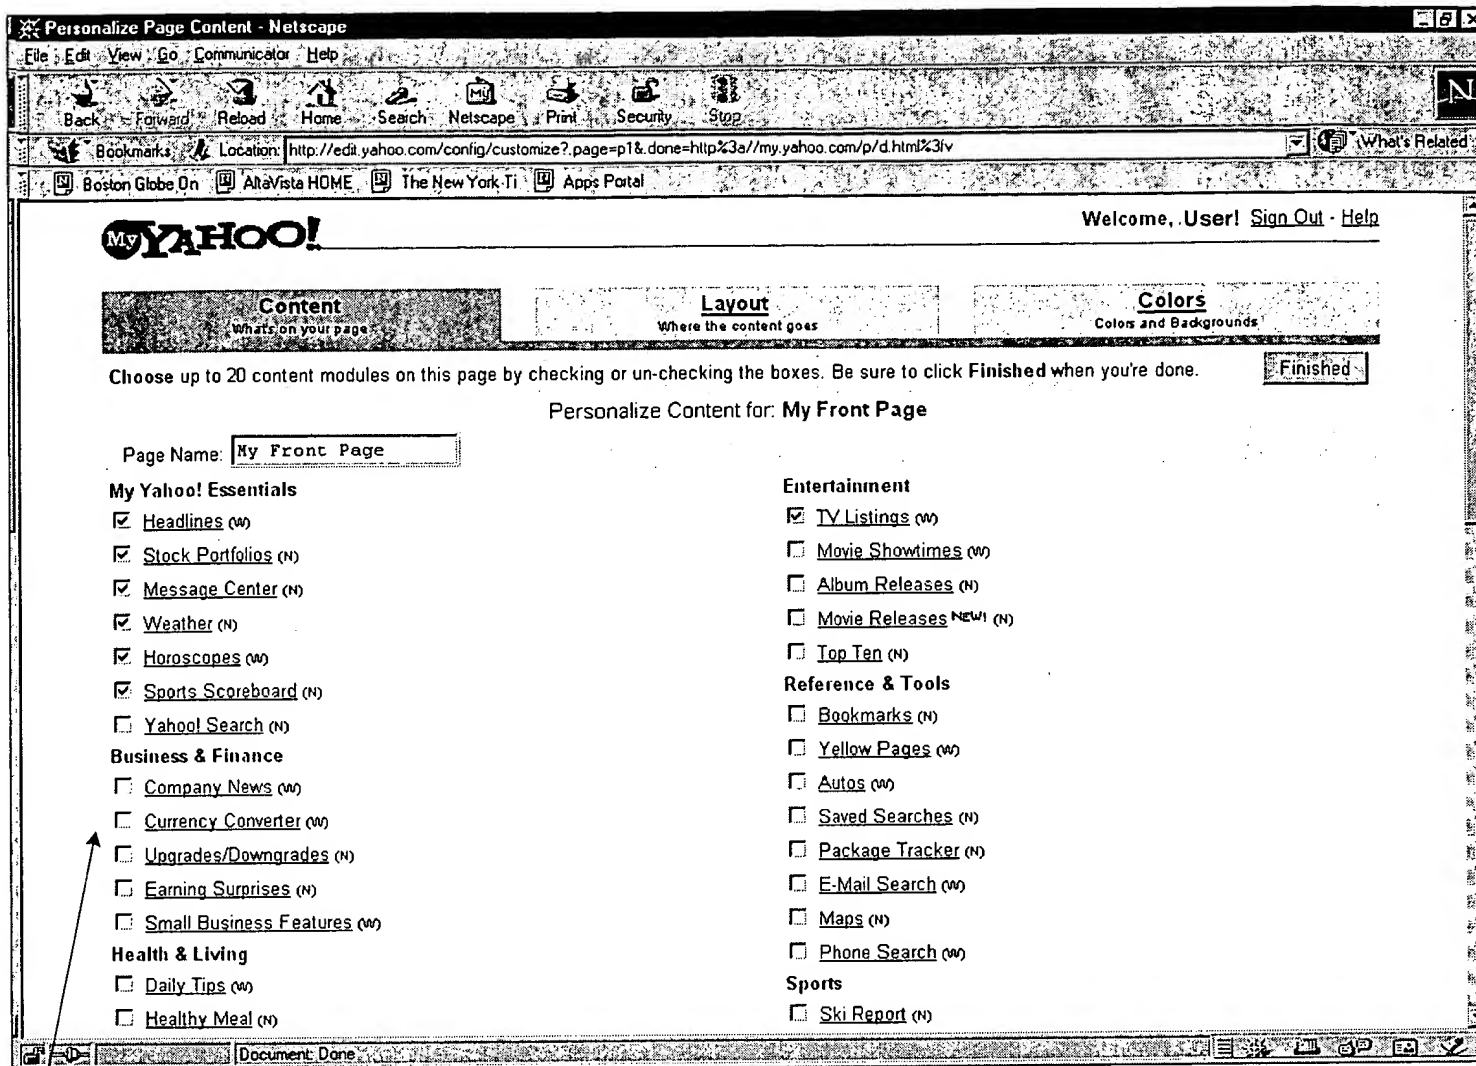 Personalize Page Content - Netscape
File Edit View Go Communicator Help
Back Forward Reload Home Search Netscape Print Security Stop
Bookmarks Location: http://edit.yahoo.com/config/customize?.page=p1&.done=http%3a//my.yahoo.com/p/d.html%3fv What's Related
Boston Globe On AltaVista HOME The New York Ti Apps Portal
My YAHOO!
Welcome, User! Sign Out - Help
Content
What's on your page
Layout
Where the content goes
Colors
Colors and Backgrounds
Choose up to 20 content modules on this page by checking or un-checking the boxes. Be sure to click Finished when you're done.
Finished
Personalize Content for: My Front Page
Page Name: My Front Page
My Yahoo! Essentials
Headlines (W)
Stock Portfolios (N)
Message Center (N)
Weather (N)
Horoscopes (W)
Sports Scoreboard (N)
Yahoo! Search (N)
Business & Finance
Company News (W)
Currency Converter (W)
Upgrades/Downgrades (N)
Earning Surprises (N)
Small Business Features (W)
Health & Living
Daily Tips (W)
Healthy Meal (N)
Entertainment
TV Listings (W)
Movie Showtimes (W)
Album Releases (N)
Movie Releases NEW! (N)
Top Ten (N)
Reference & Tools
Bookmarks (N)
Yellow Pages (W)
Autos (W)
Saved Searches (N)
Package Tracker (N)
E-Mail Search (W)
Maps (N)
Phone Search (W)
Sports
Ski Report (N)
Document: Done